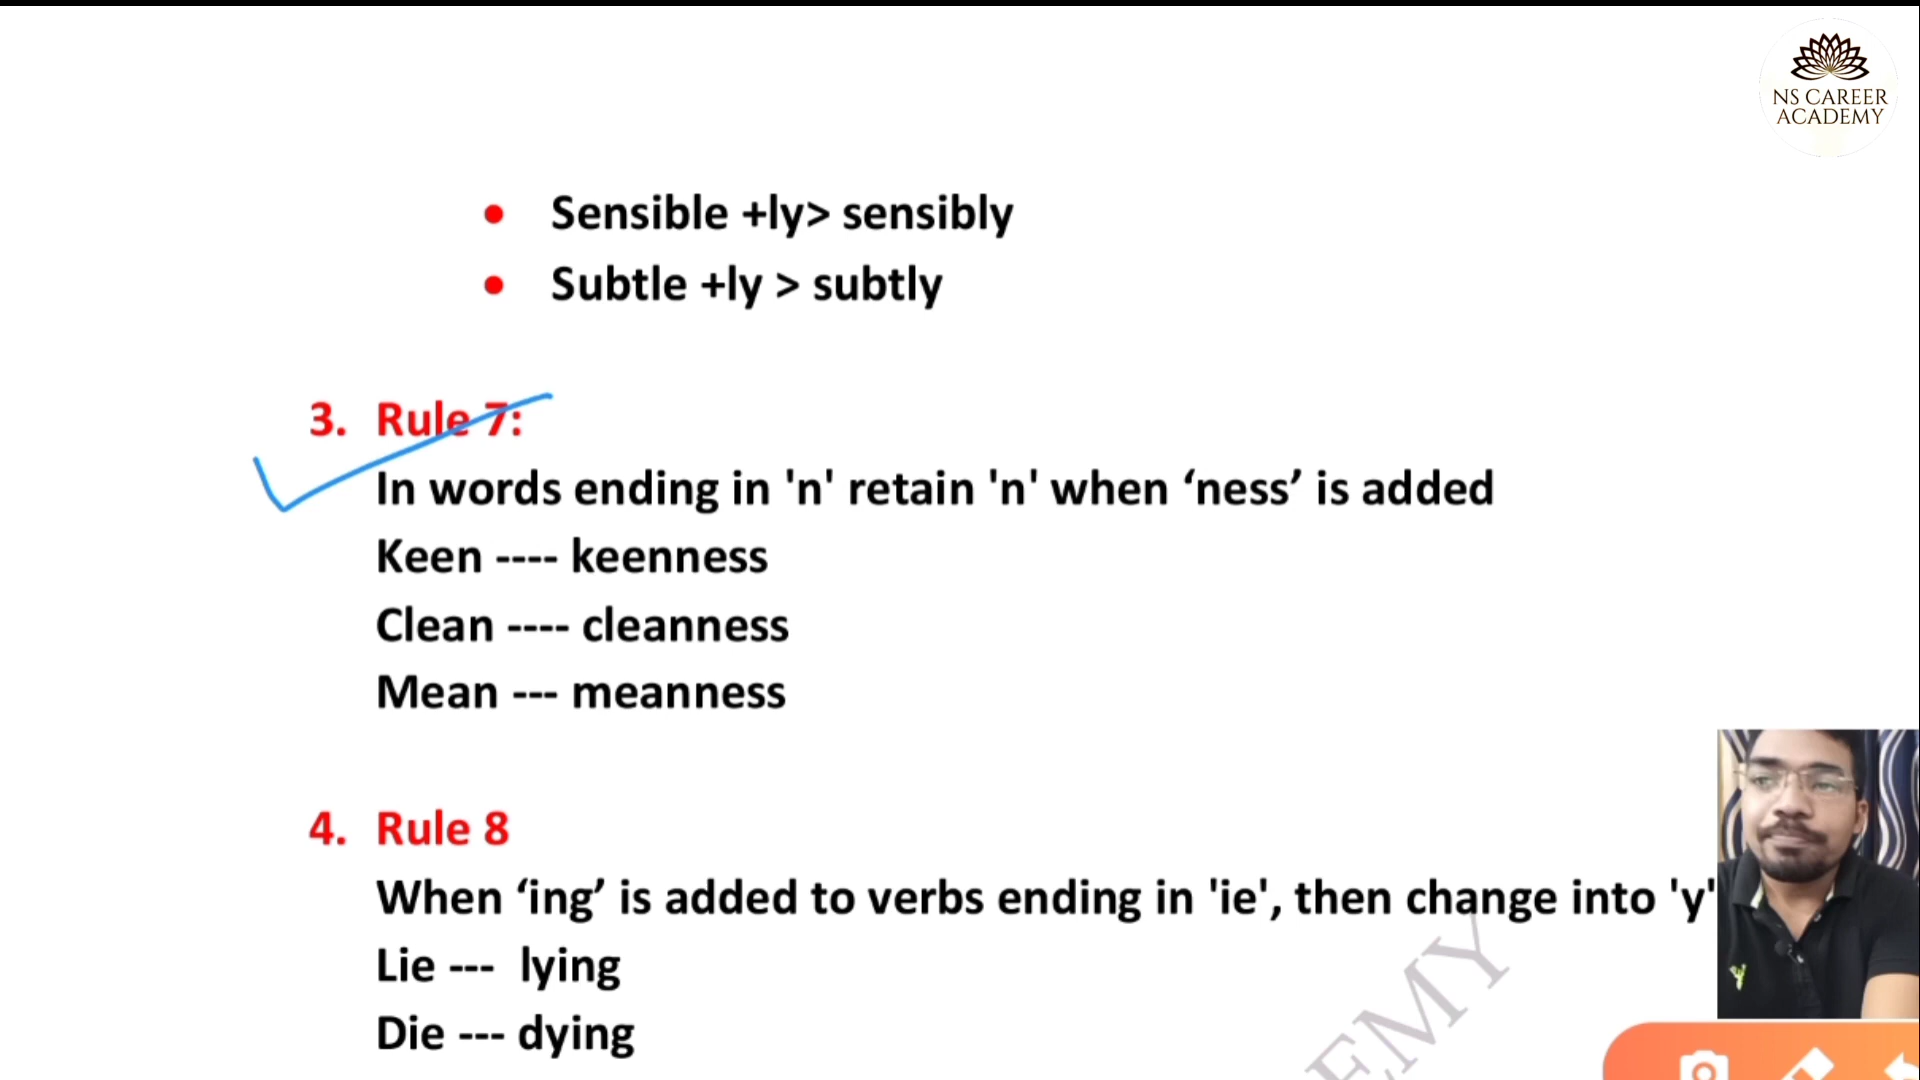 NS CAREER
ACADEMY
• Sensible +ly> sensibly
• Subtle +ly > subtly
3. Rule 7:
In words ending in 'n' retain 'n' when ‘ness’ is added
Keen ---- keenness
Clean ---- cleanness
Mean --- meanness
4. Rule 8
When ‘ing’ is added to verbs ending in 'ie', then change into 'y'
Lie --- lying
Die --- dying
EMY